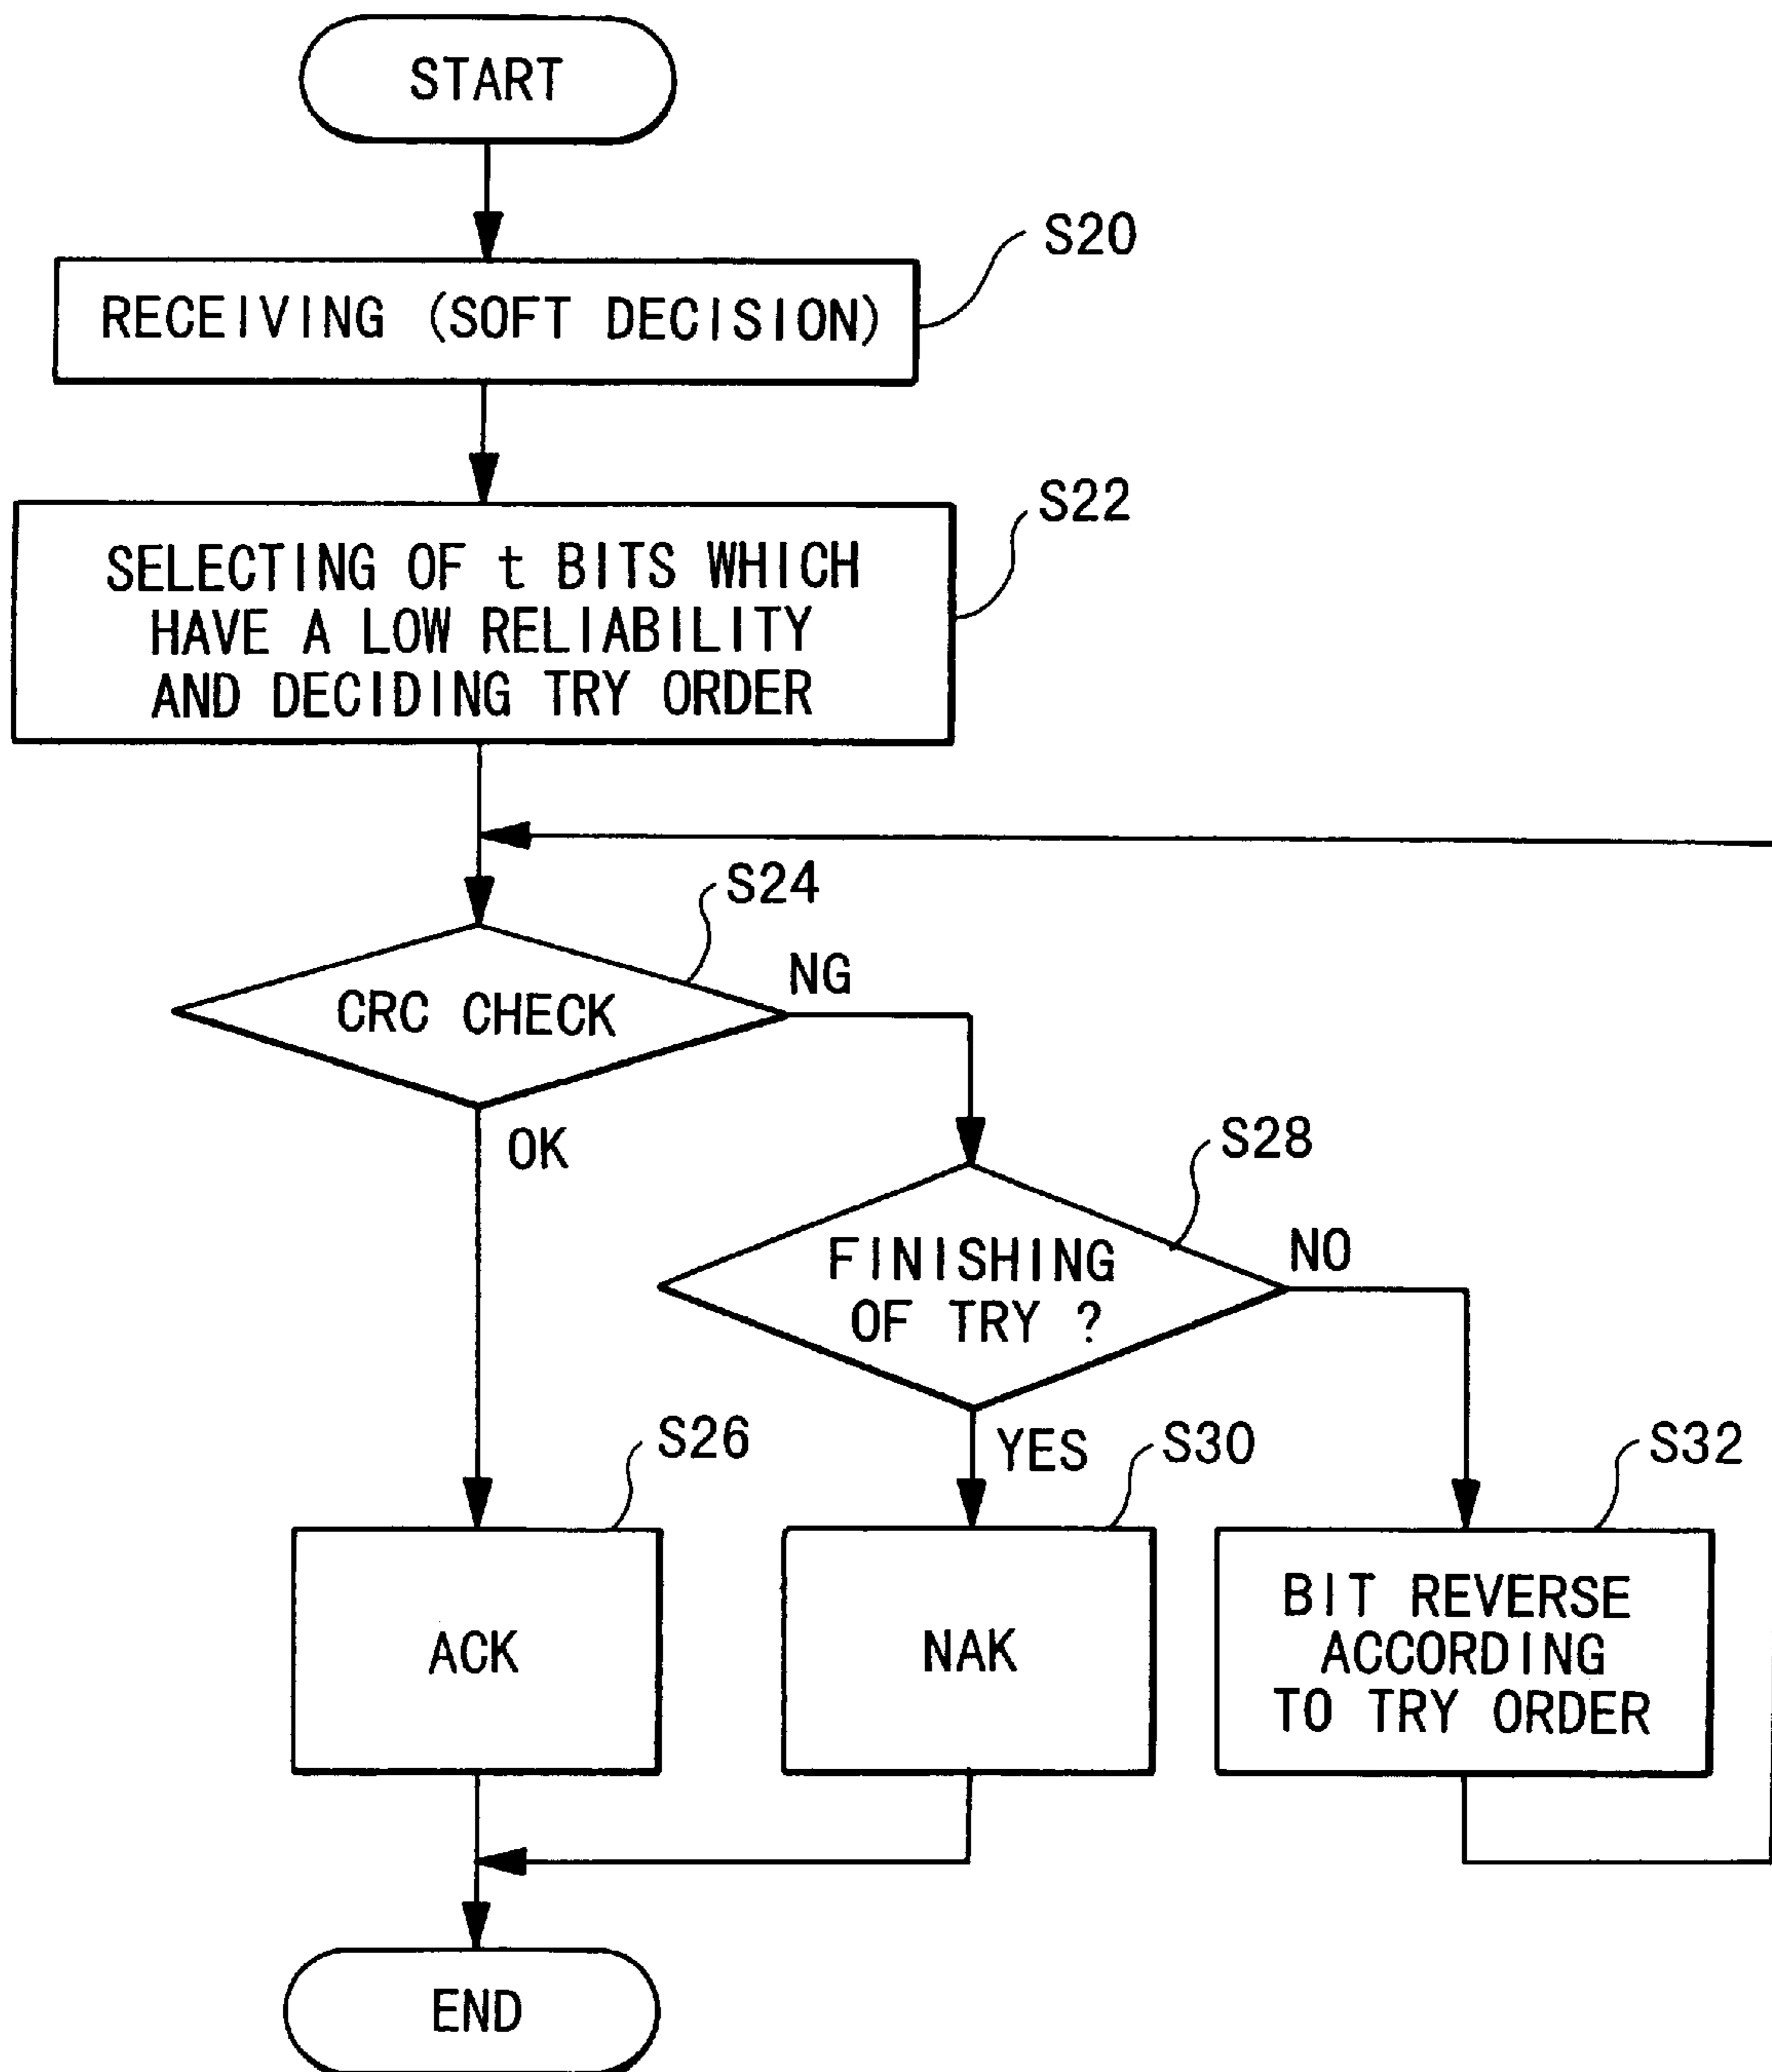 START
S20
RECEIVING (SOFT DECISION)
S22
SELECTING OF t BITS WHICH
HAVE A LOW RELIABILITY
AND DECIDING TRY ORDER
S24
NG
CRC CHECK
OK
S28
FINISHING
OF TRY ?
NO
YES
S26
S30
S32
ACK
NAK
BIT REVERSE
ACCORDING
TO TRY ORDER
END